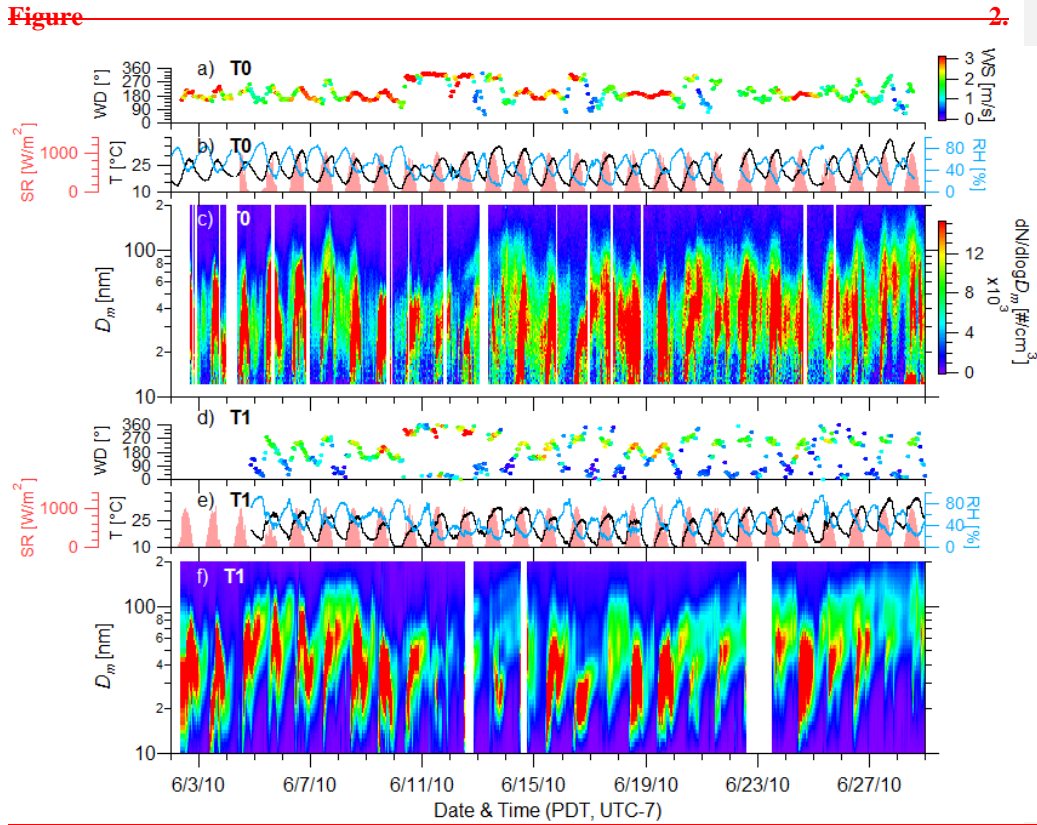 Figure 2.
a) T0
360
270
180
90
0
WD [°]
3
2
1
0
WS [m/s]
b) T0
1000
0
SR [W/m2]
25
10
T [°C]
80
40
0
RH [%]
c) T0
2
100
8
6
4
2
10
Dm [nm]
12
8
4
0
x103
dN/dlogDm [#/cm3]
d) T1
360
270
180
90
0
WD [°]
e) T1
1000
0
SR [W/m2]
25
10
T [°C]
80
40
0
RH [%]
f) T1
2
100
8
6
4
2
10
Dm [nm]
6/3/10 6/7/10 6/11/10 6/15/10 6/19/10 6/23/10 6/27/10
Date & Time (PDT, UTC-7)